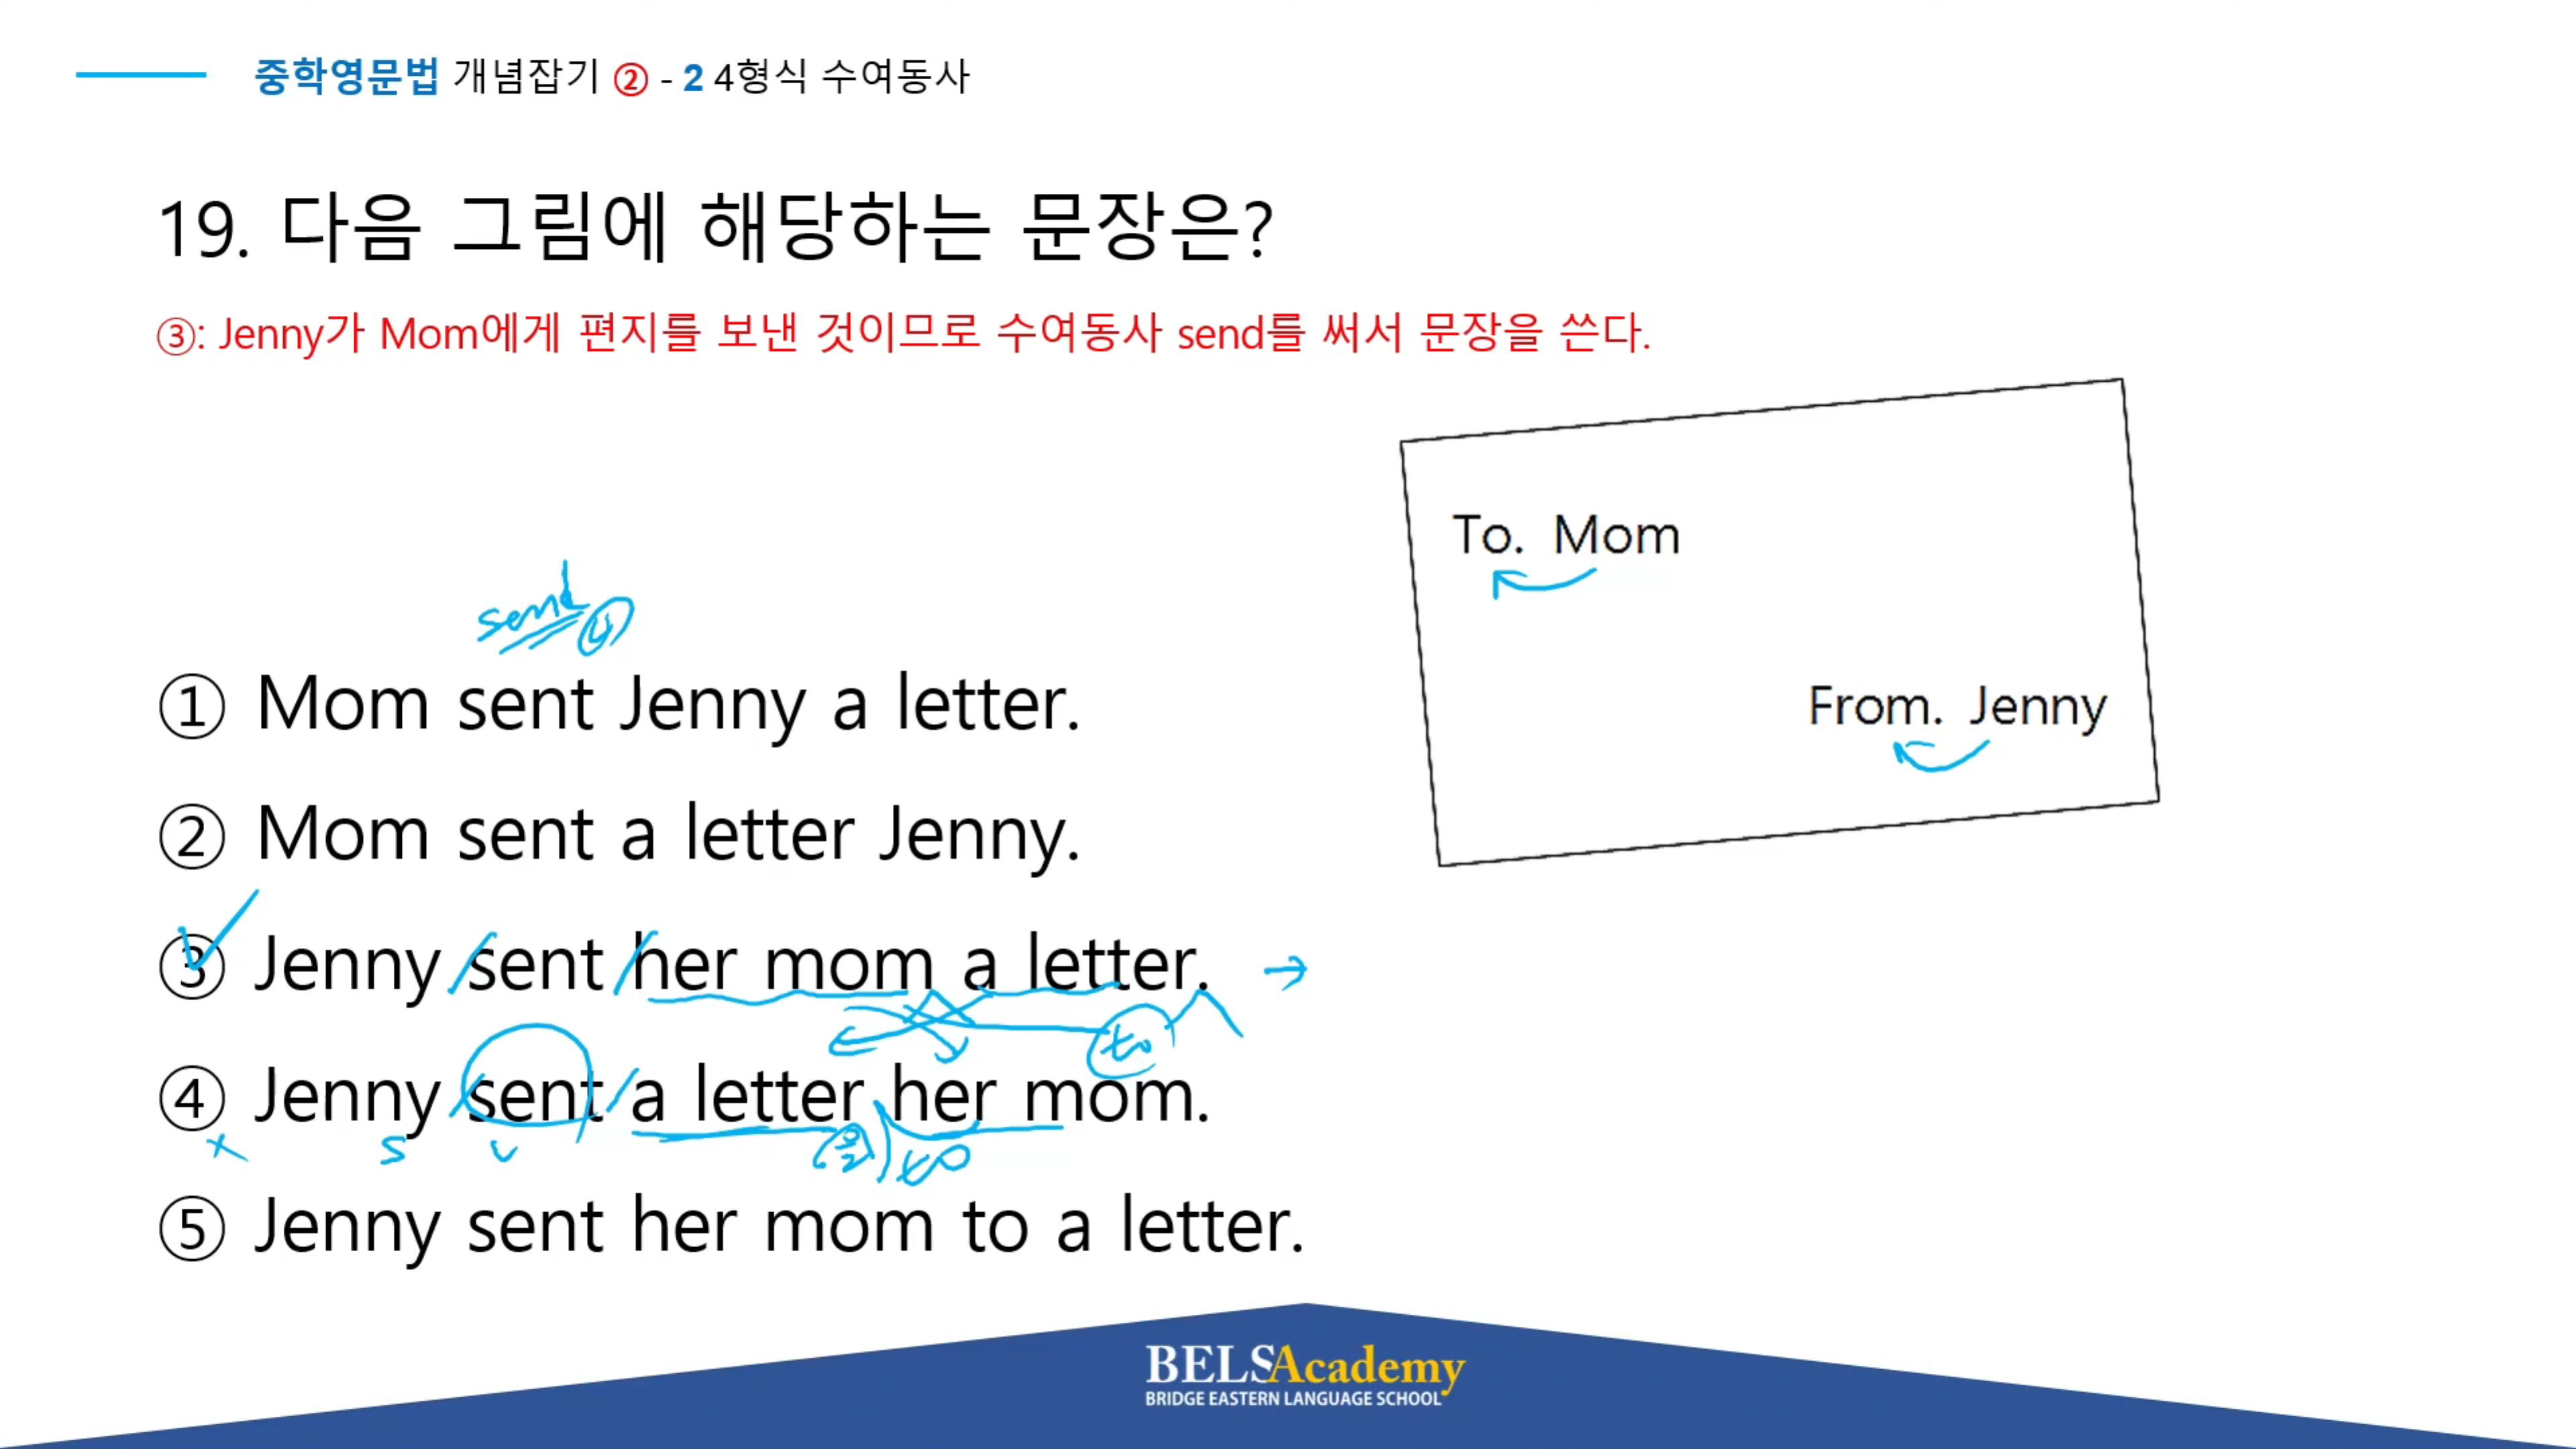 중학영문법 개념잡기 ② - 2 4형식 수여동사
19. 다음 그림에 해당하는 문장은?
③: Jenny가 Mom에게 편지를 보낸 것이므로 수여동사 send를 써서 문장을 쓴다.
To. Mom
From. Jenny
send ④
① Mom sent Jenny a letter.
② Mom sent a letter Jenny.
③ Jenny sent her mom a letter.
to
④ Jenny sent a letter her mom.
x S v to
⑤ Jenny sent her mom to a letter.
BELSAcademy
BRIDGE EASTERN LANGUAGE SCHOOL